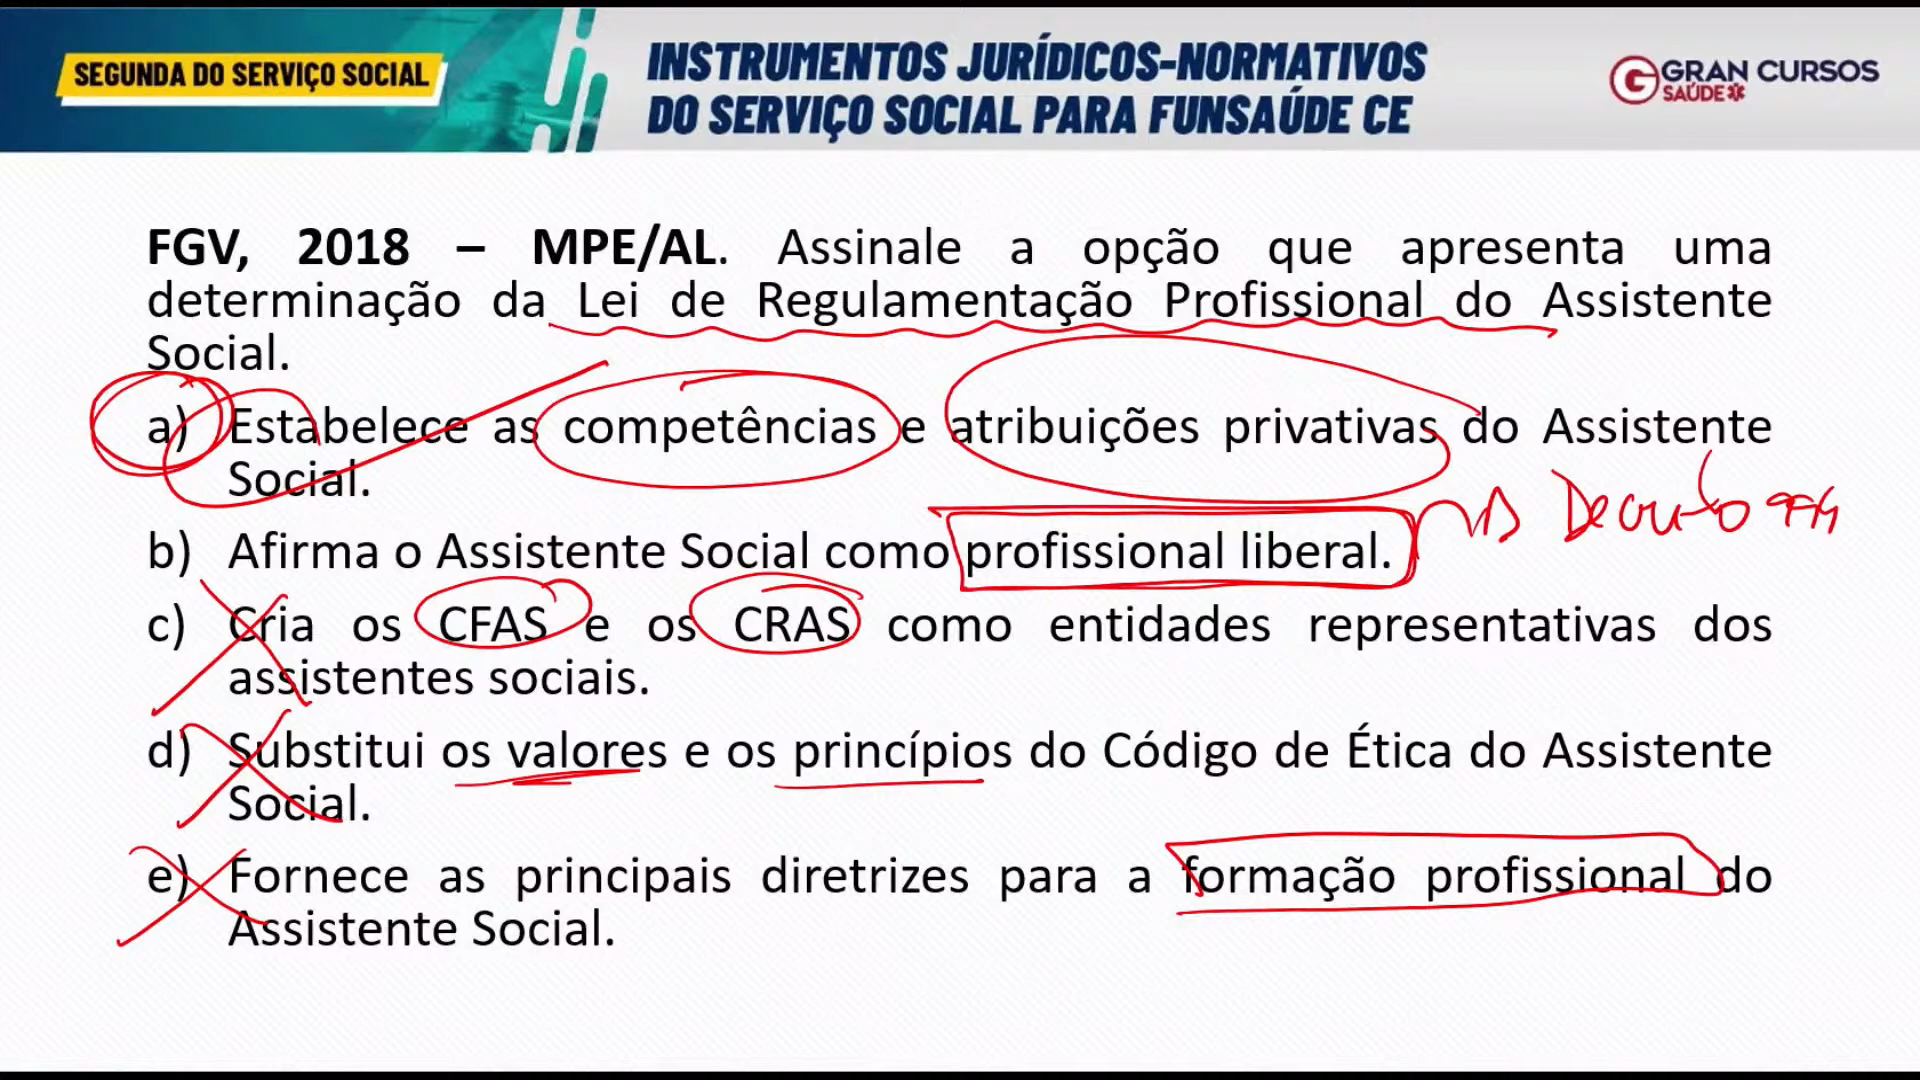 SEGUNDA DO SERVIÇO SOCIAL
INSTRUMENTOS JURÍDICOS-NORMATIVOS
DO SERVIÇO SOCIAL PARA FUNSAÚDE CE
GRAN CURSOS
SAÚDE
FGV, 2018 – MPE/AL. Assinale a opção que apresenta uma
determinação da Lei de Regulamentação Profissional do Assistente
Social.
a) Estabelece as competências e atribuições privativas do Assistente
Social.
Decreto 994
b) Afirma o Assistente Social como profissional liberal.
c) Cria os CFAS e os CRAS como entidades representativas dos
assistentes sociais.
d) Substitui os valores e os princípios do Código de Ética do Assistente
Social.
e) Fornece as principais diretrizes para a formação profissional do
Assistente Social.